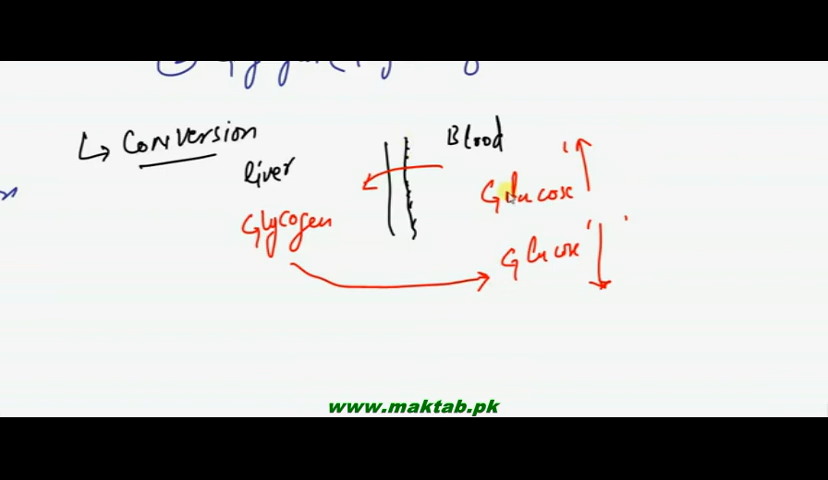 ↳ Conversion
Blood
liver
Glucose ↑
Glycogen
Glucose ↓
www.maktab.pk